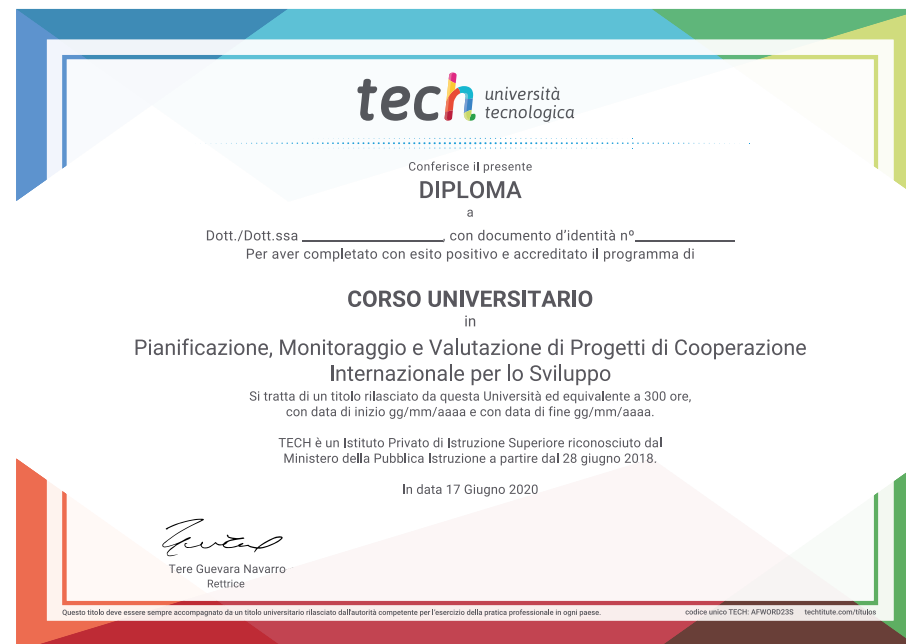 tech università
tecnologica
Conferisce il presente
DIPLOMA
a
Dott./Dott.ssa ____________________, con documento d'identità nº______________
Per aver completato con esito positivo e accreditato il programma di
CORSO UNIVERSITARIO
in
Pianificazione, Monitoraggio e Valutazione di Progetti di Cooperazione
Internazionale per lo Sviluppo
Si tratta di un titolo rilasciato da questa Università ed equivalente a 300 ore,
con data di inizio gg/mm/aaaa e con data di fine gg/mm/aaaa.
TECH è un Istituto Privato di Istruzione Superiore riconosciuto dal
Ministero della Pubblica Istruzione a partire dal 28 giugno 2018.
In data 17 Giugno 2020
Tere Guevara Navarro
Rettrice
Questo titolo deve essere sempre accompagnato da un titolo universitario rilasciato dall'autorità competente per l'esercizio della pratica professionale in ogni paese. codice unico TECH: AFWORD23S techtitute.com/títulos